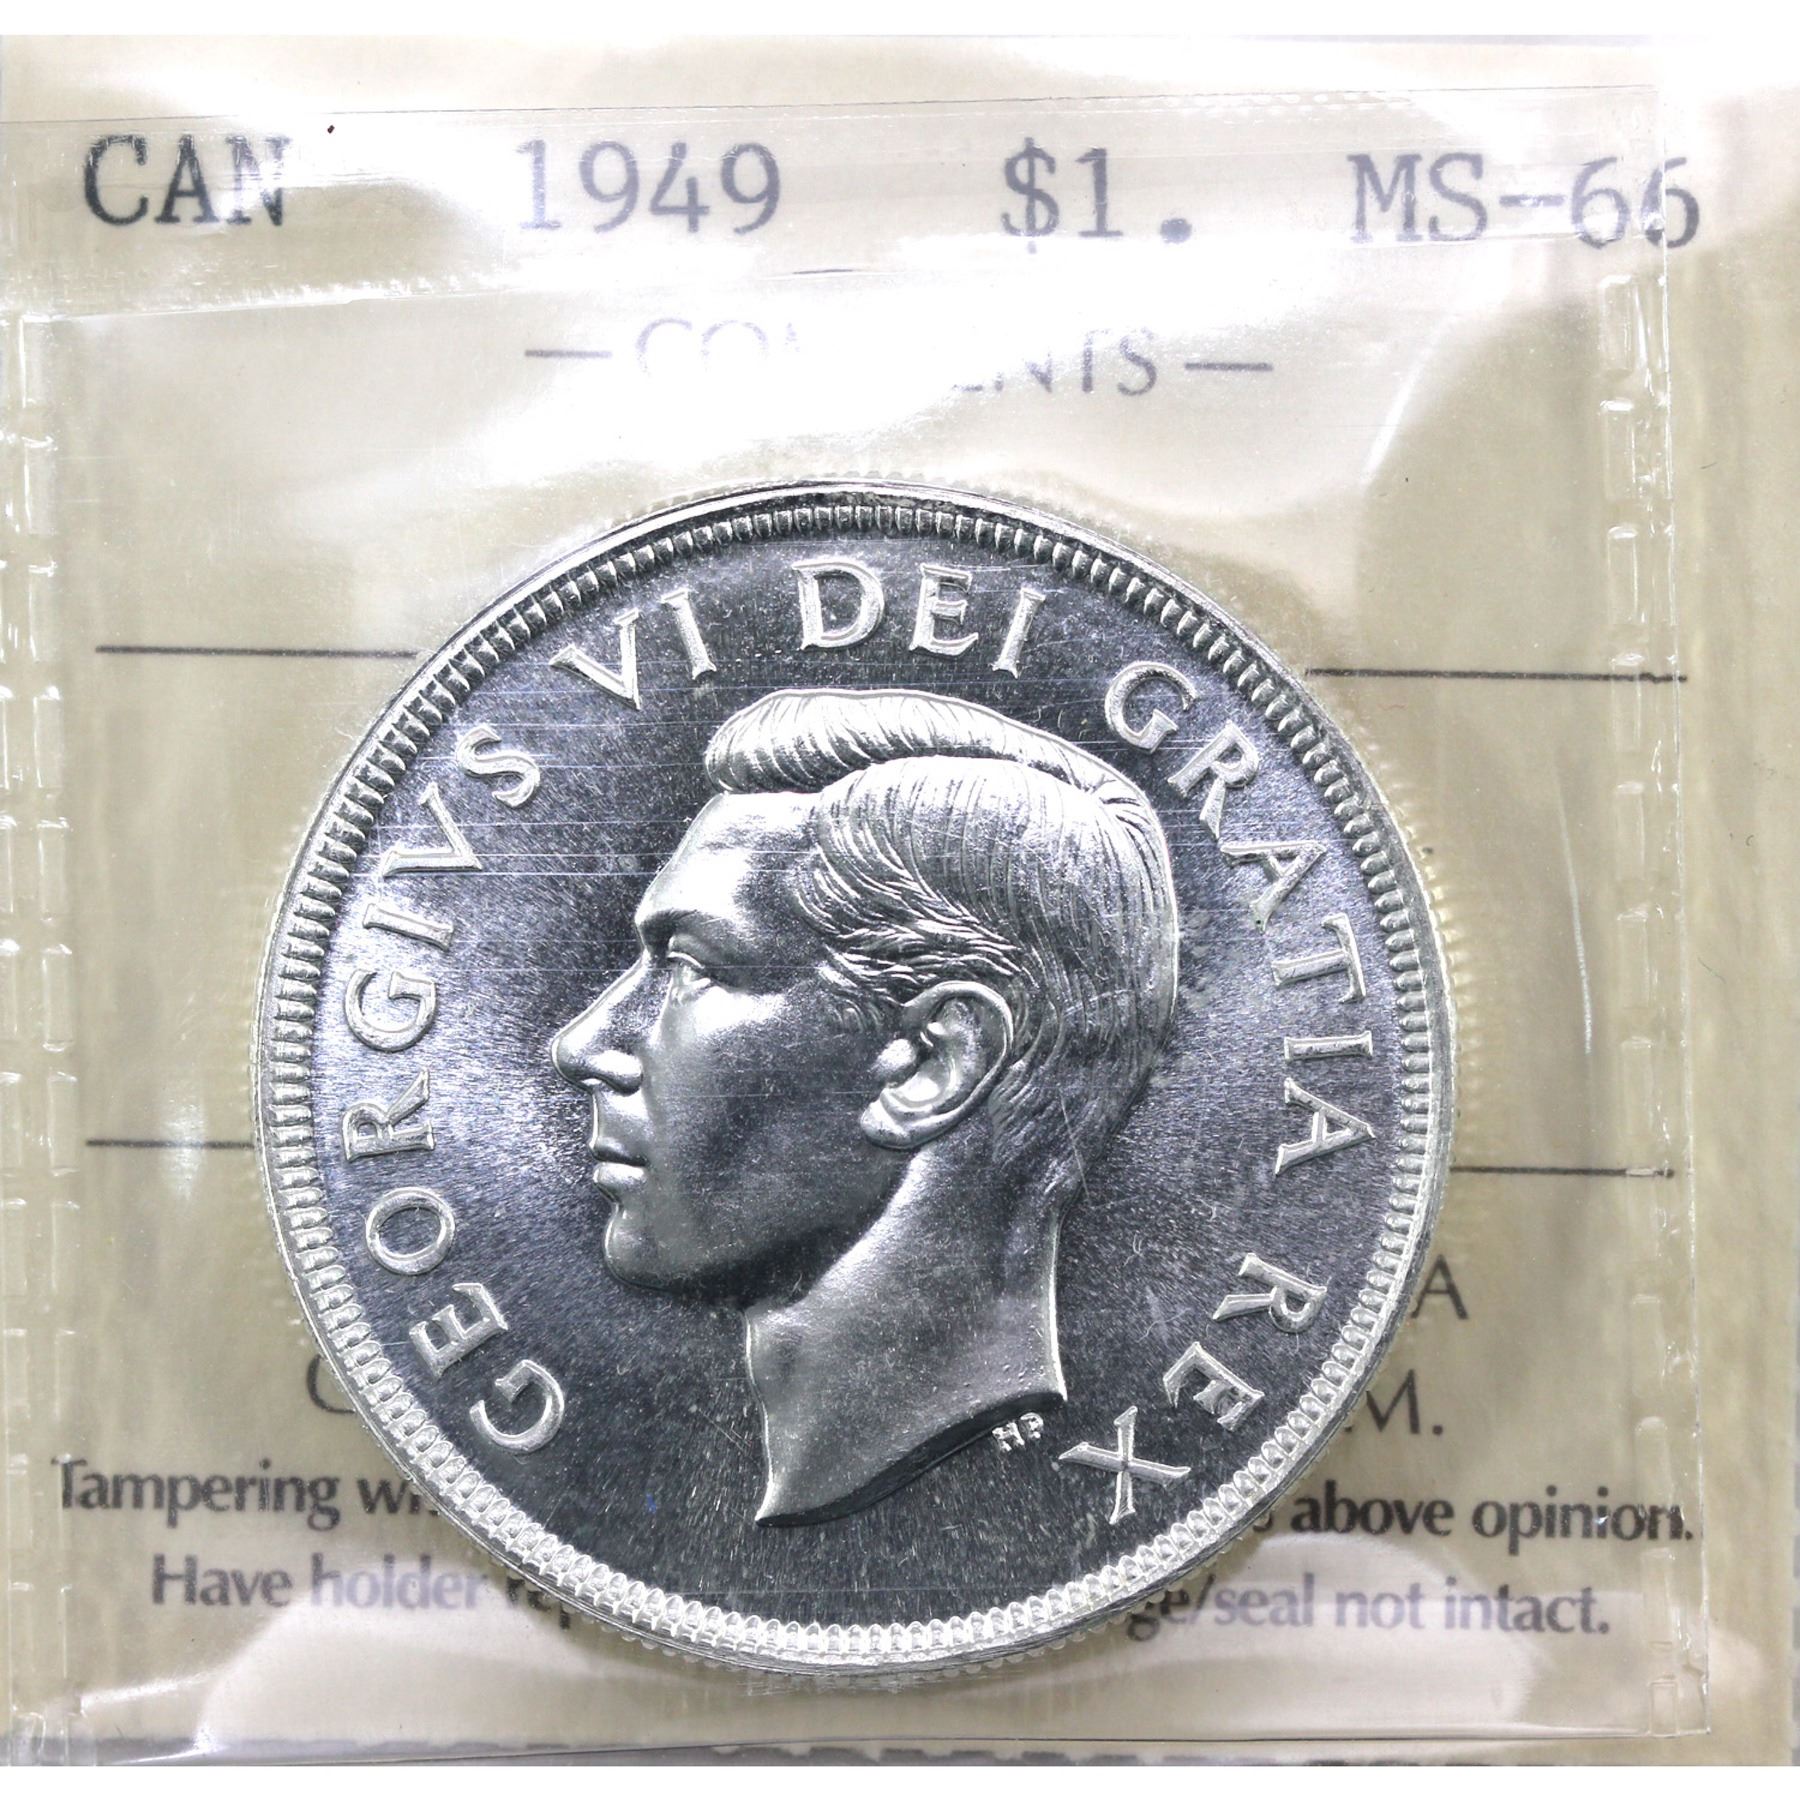 CAN 1949 $1. MS-66
GEORGIVS VI DEI GRATIA REX
HP
A
M.
Tampering above opinion.
Have holder seal not intact.